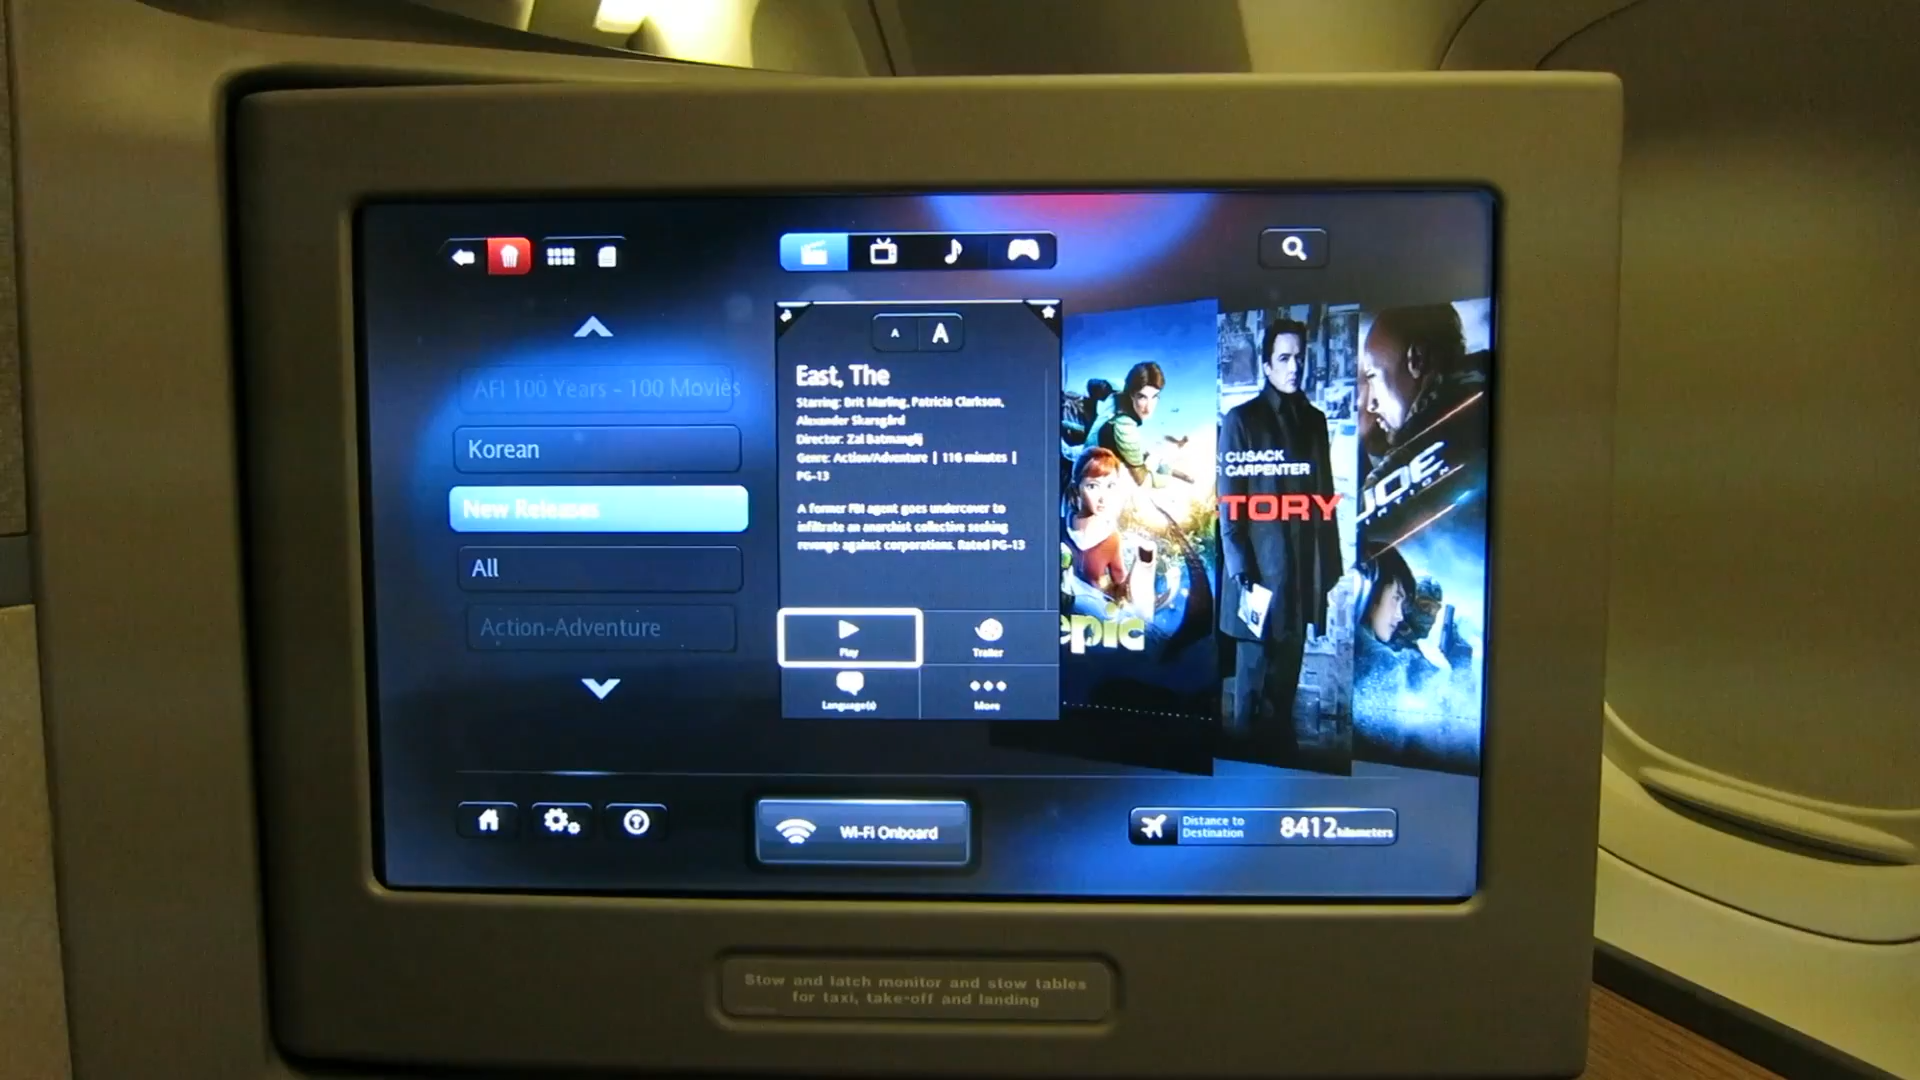 AFI 100 Years - 100 Movies
Korean
New Releases
All
Action-Adventure
A A
East, The
Starring: Brit Marling, Patricia Clarkson,
Alexander Skarsgård
Director: Zal Batmanglij
Genre: Action/Adventure | 116 minutes |
PG-13
A former FBI agent goes undercover to
infiltrate an anarchist collective seeking
revenge against corporations. Rated PG-13
Play
Trailer
Language(s)
More
epic
CUSACK
CARPENTER
TORY
JOE
Wi-Fi Onboard
Distance to
Destination
8412 kilometers
Stow and latch monitor and stow tables
for taxi, take-off and landing